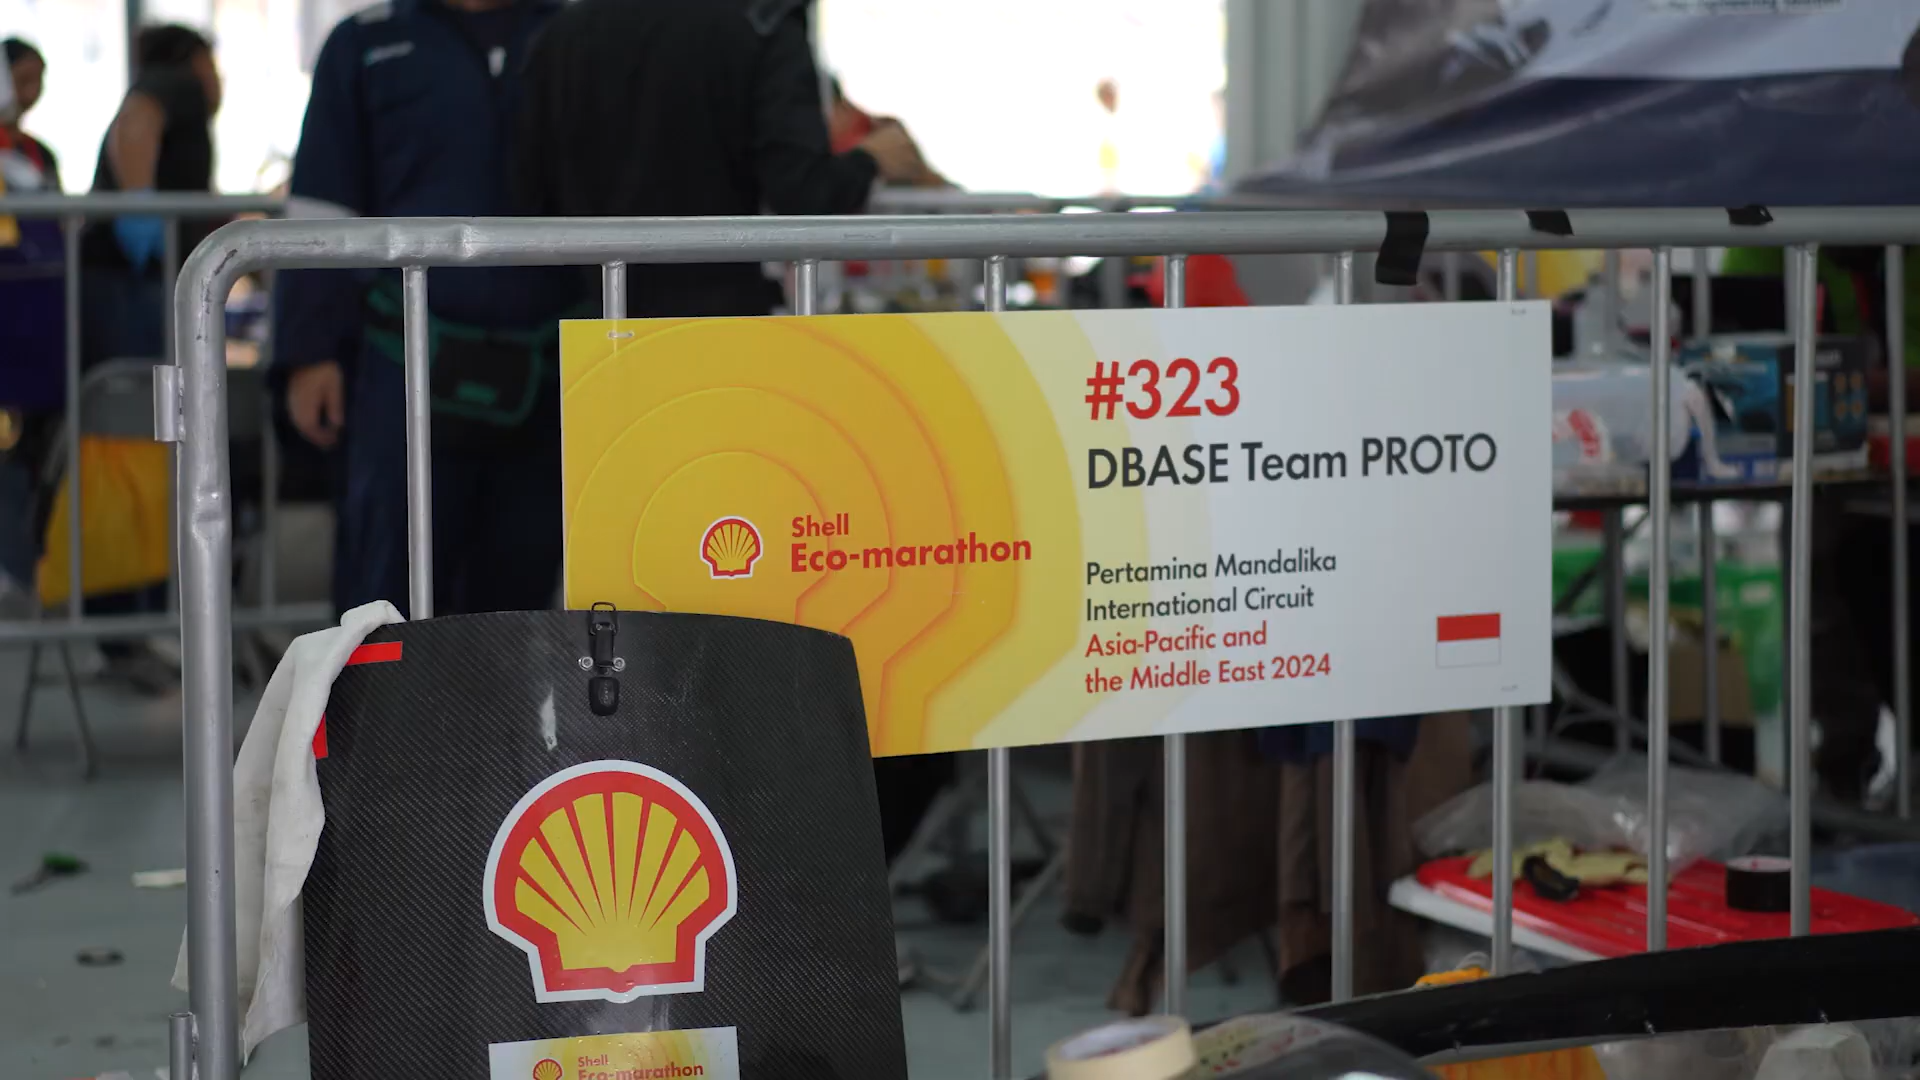 #323
DBASE Team PROTO
Shell
Eco-marathon
Pertamina Mandalika
International Circuit
Asia-Pacific and
the Middle East 2024
Shell
Eco-marathon